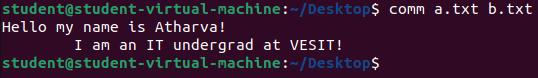 student@student-virtual-machine:~/Desktop$ comm a.txt b.txt
Hello my name is Atharva!
        I am an IT undergrad at VESIT!
student@student-virtual-machine:~/Desktop$